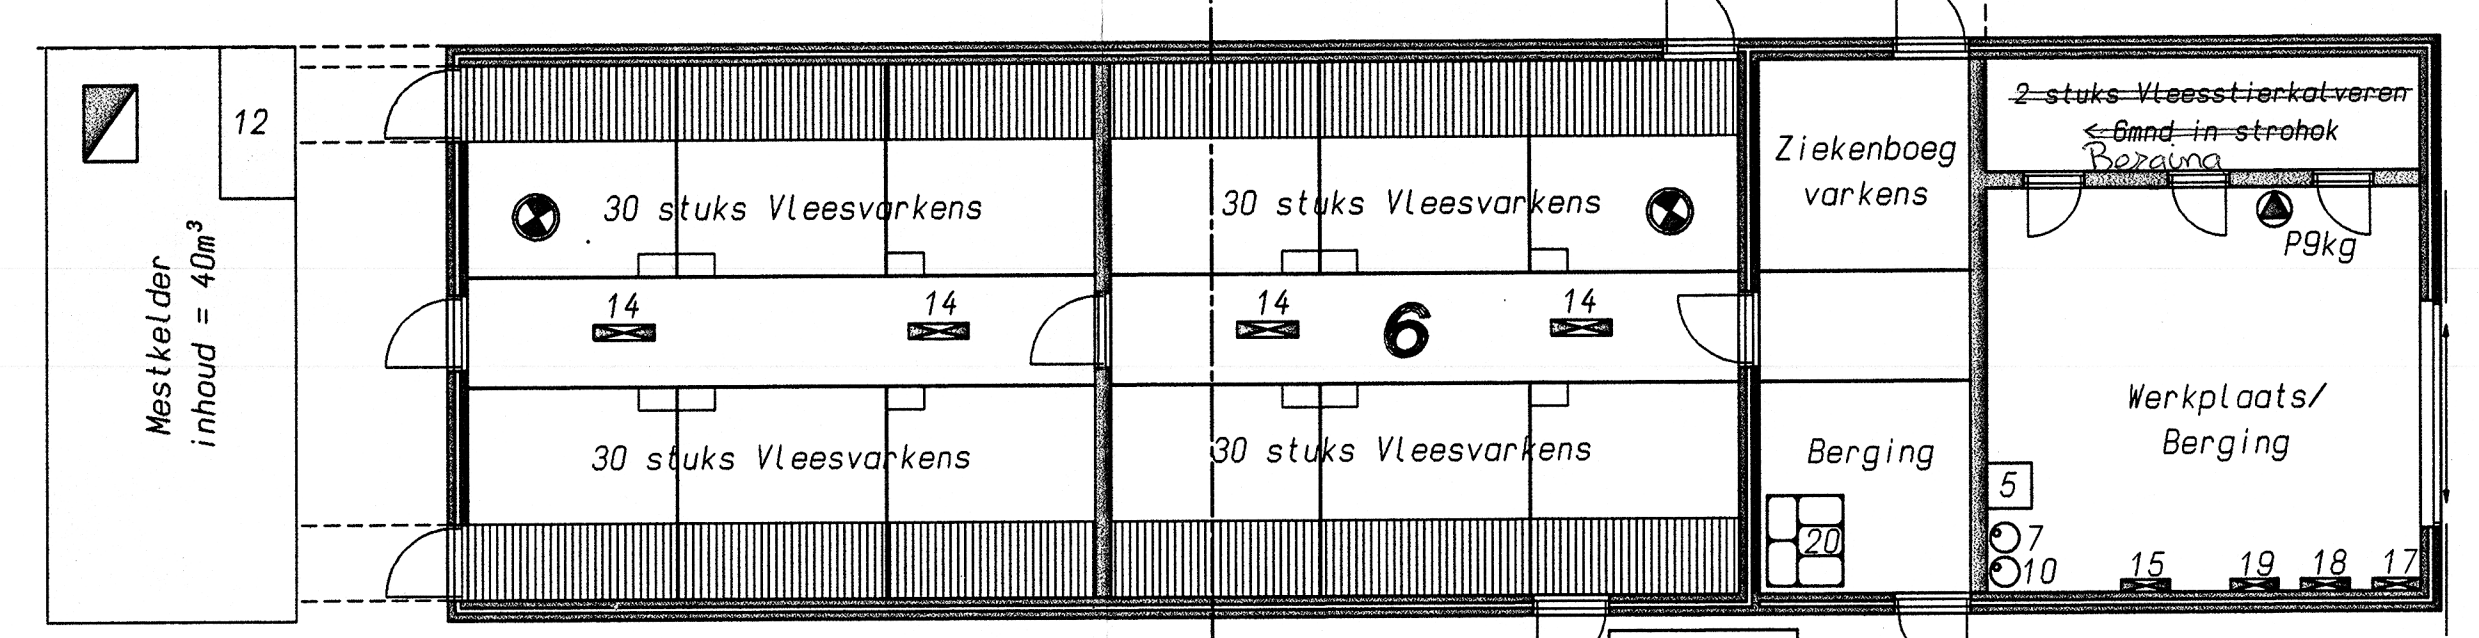 12
Mestkelder
inhoud = 40m³
30 stuks Vleesvarkens
30 stuks Vleesvarkens
14
14
14
14
6
30 stuks Vleesvarkens
30 stuks Vleesvarkens
Ziekenboeg
varkens
Berging
20
2 stuks Vleesstierkalveren
←6mnd in strohok
Berging
P9kg
Werkplaats/
Berging
5
7
10
15
19
18
17